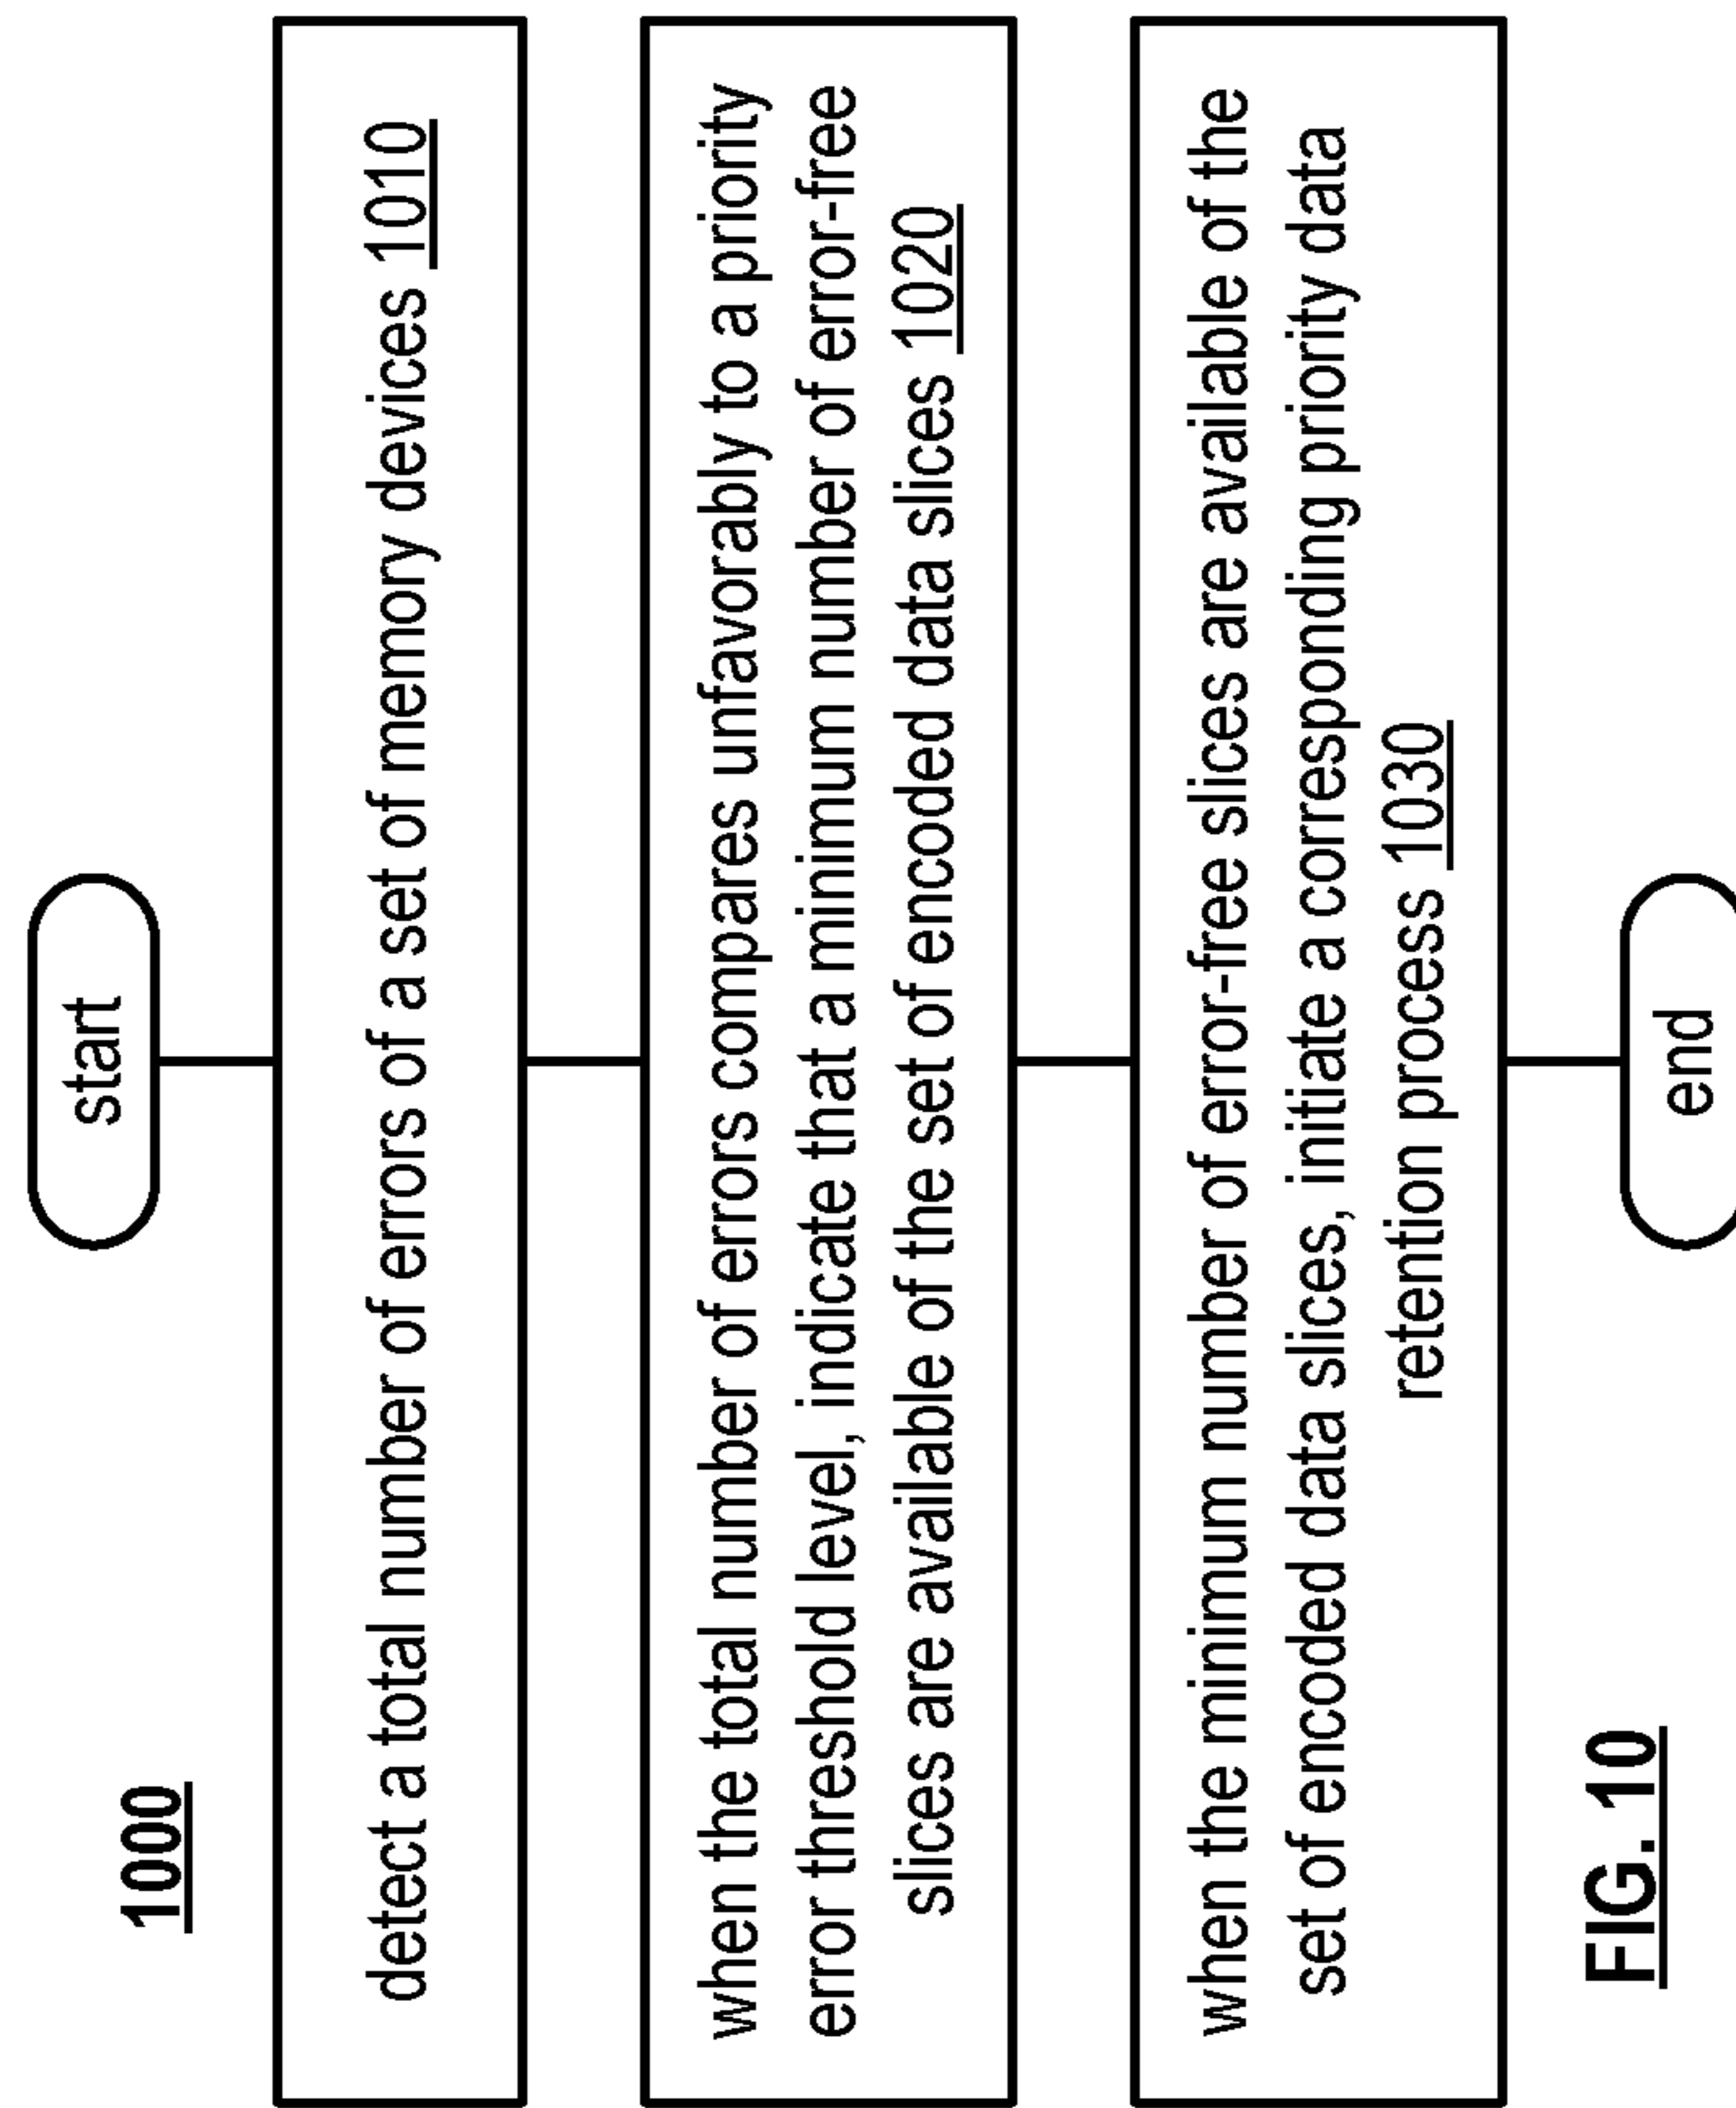 1000
start
detect a total number of errors of a set of memory devices 1010
when the total number of errors compares unfavorably to a priority
error threshold level, indicate that a minimum number of error-free
slices are available of the set of encoded data slices 1020
when the minimum number of error-free slices are available of the
set of encoded data slices, initiate a corresponding priority data
retention process 1030
end
FIG. 10